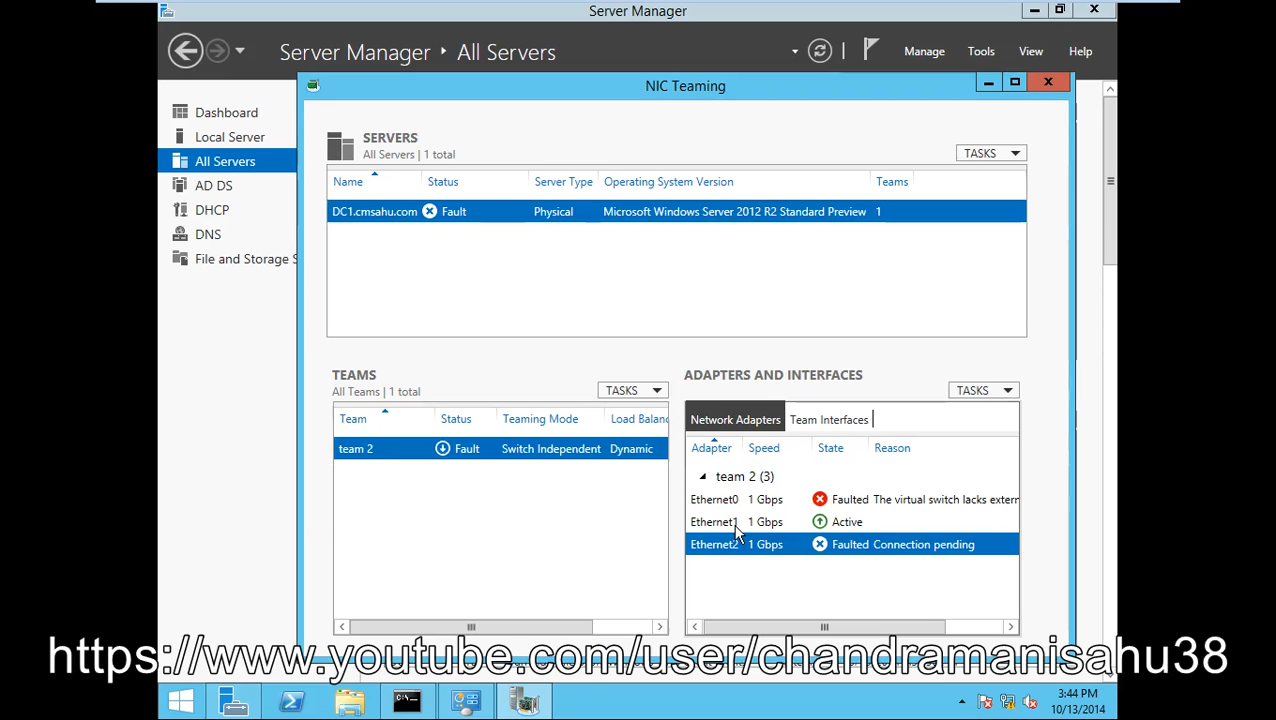 Server Manager
Server Manager ‣ All Servers
Manage Tools View Help
Dashboard
Local Server
All Servers
AD DS
DHCP
DNS
File and Storage S
NIC Teaming
SERVERS
All Servers | 1 total
TASKS
Name Status Server Type Operating System Version Teams
DC1.cmsahu.com Fault Physical Microsoft Windows Server 2012 R2 Standard Preview 1
TEAMS
All Teams | 1 total
TASKS
Team Status Teaming Mode Load Balanc
team 2 Fault Switch Independent Dynamic
ADAPTERS AND INTERFACES
TASKS
Network Adapters Team Interfaces
Adapter Speed State Reason
team 2 (3)
Ethernet0 1 Gbps Faulted The virtual switch lacks extern
Ethernet1 1 Gbps Active
Ethernet2 1 Gbps Faulted Connection pending
https://www.youtube.com/user/chandramanisahu38
3:44 PM
10/13/2014